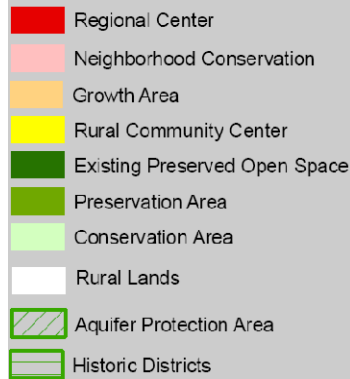 Regional Center
Neighborhood Conservation
Growth Area
Rural Community Center
Existing Preserved Open Space
Preservation Area
Conservation Area
Rural Lands
Aquifer Protection Area
Historic Districts